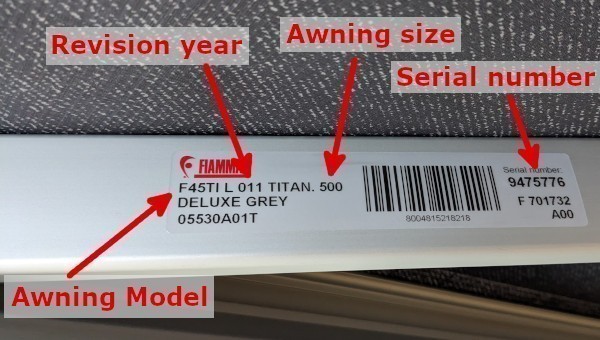 Revision year
Awning size
Serial number
FIAMMA
F45TI L 011 TITAN. 500
DELUXE GREY
05530A01T
8004815218218
Serial number:
9475776
F 701732
A00
Awning Model